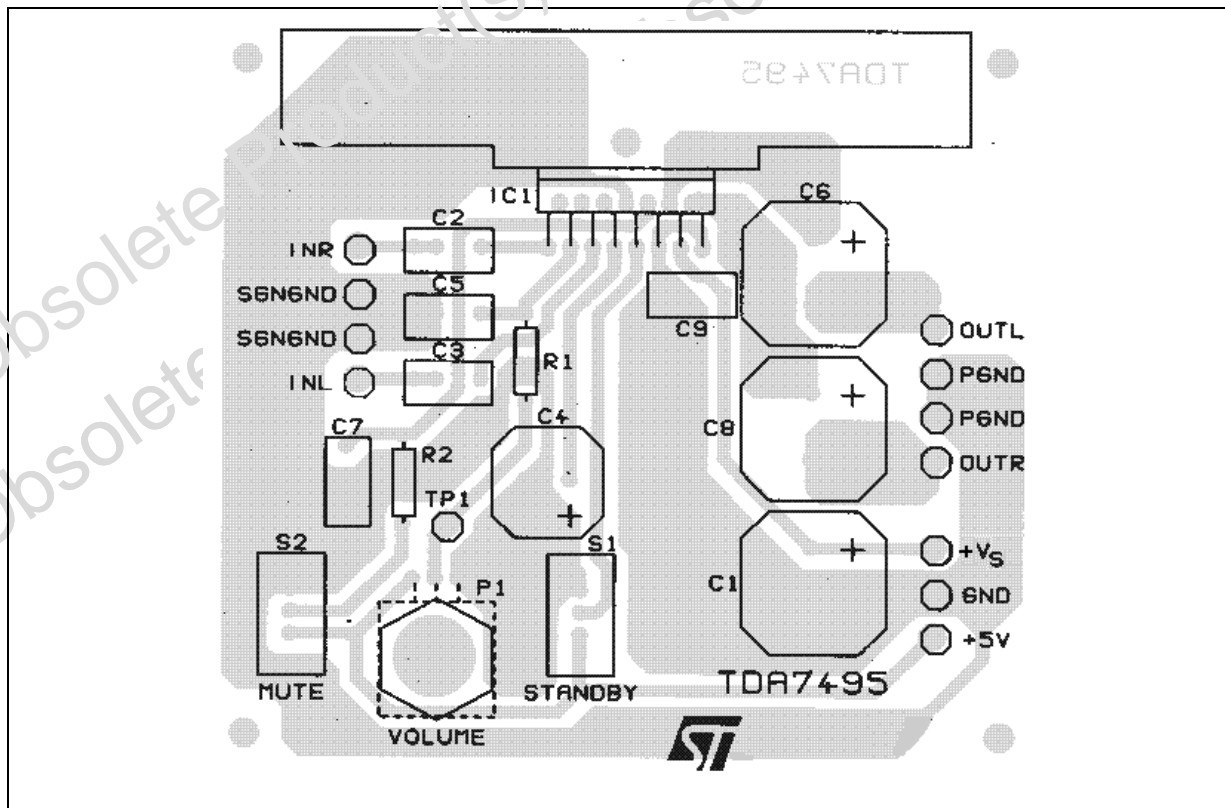 Obsolete Product(s)
Obsolete
TDA7495
IC1
C6
C2
INR
SGNGND
C5
C9
SGNGND
OUTL
C3
R1
INL
PGND
C7
C4
C8
PGND
R2
OUTR
TP1
S2
S1
+VS
P1
C1
GND
+5V
MUTE
STANDBY
TDA7495
VOLUME
ST